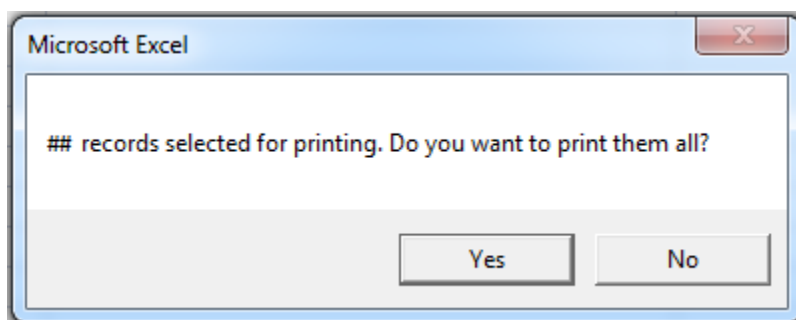 Microsoft Excel
## records selected for printing. Do you want to print them all?
Yes No